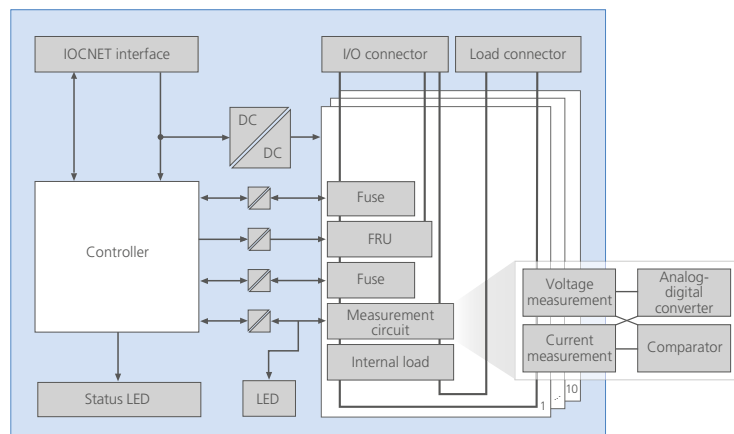 IOCNET interface
I/O connector
Load connector
DC
DC
Fuse
FRU
Controller
Fuse
Voltage
measurement
Analog-
digital
converter
Measurement
circuit
Current
measurement
Comparator
Internal load
Status LED
LED
1
...
10